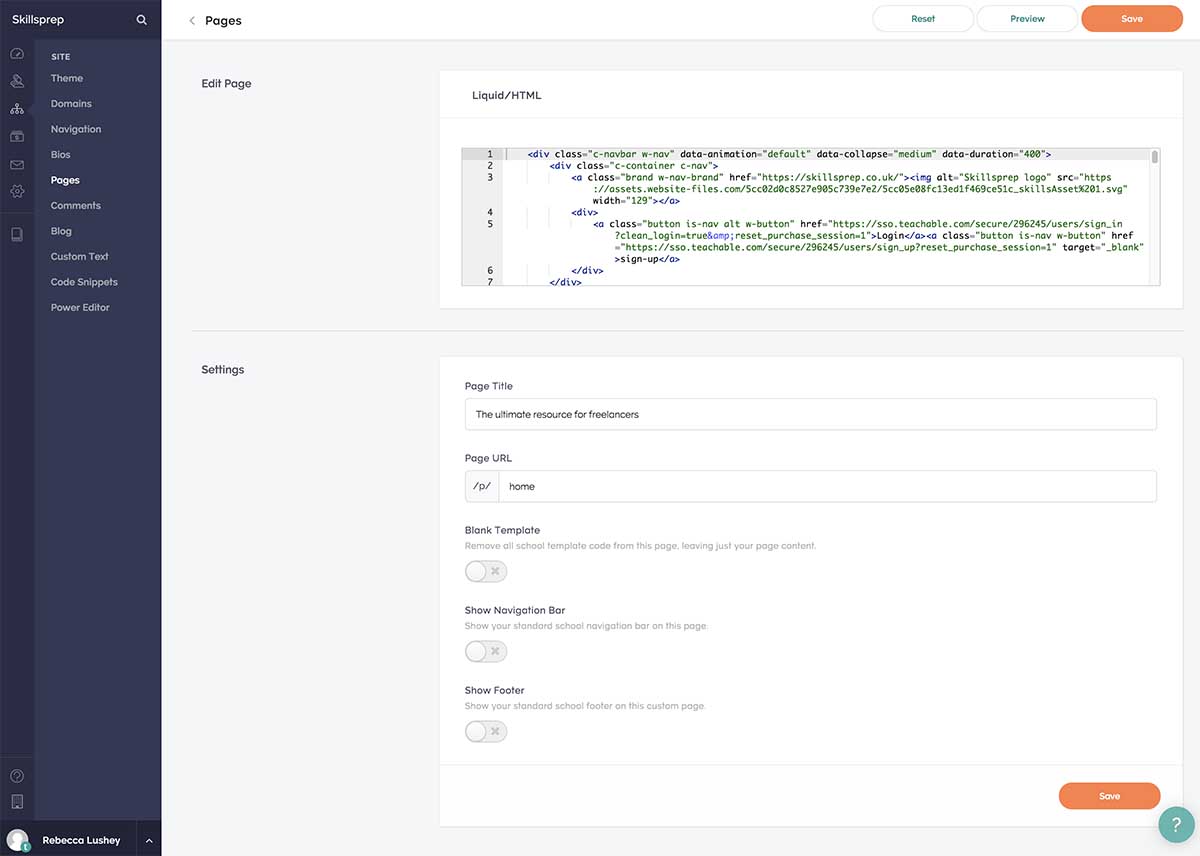 Skillsprep
SITE
Theme
Domains
Navigation
Bios
Pages
Comments
Blog
Custom Text
Code Snippets
Power Editor
t
Rebecca Lushey
Pages
Reset
Preview
Save
Edit Page
Liquid/HTML
1 <div class="c-navbar w-nav" data-animation="default" data-collapse="medium" data-duration="400">
2 <div class="c-container c-nav">
3 <a class="brand w-nav-brand" href="https://skillsprep.co.uk/"><img alt="Skillsprep logo" src="https
://assets.website-files.com/5cc02d0c8527e905c739e7e2/5cc05e08fc13ed1f469ce51c_skillsAsset%201.svg"
width="129"></a>
4 <div>
5 <a class="button is-nav alt w-button" href="https://sso.teachable.com/secure/296245/users/sign_in
?clean_login=true&amp;reset_purchase_session=1">Login</a><a class="button is-nav w-button" href
="https://sso.teachable.com/secure/296245/users/sign_up?reset_purchase_session=1" target="_blank"
>sign-up</a>
6 </div>
7 </div>
Settings
Page Title
The ultimate resource for freelancers
Page URL
/p/ home
Blank Template
Remove all school template code from this page, leaving just your page content.
Show Navigation Bar
Show your standard school navigation bar on this page.
Show Footer
Show your standard school footer on this custom page.
Save
?